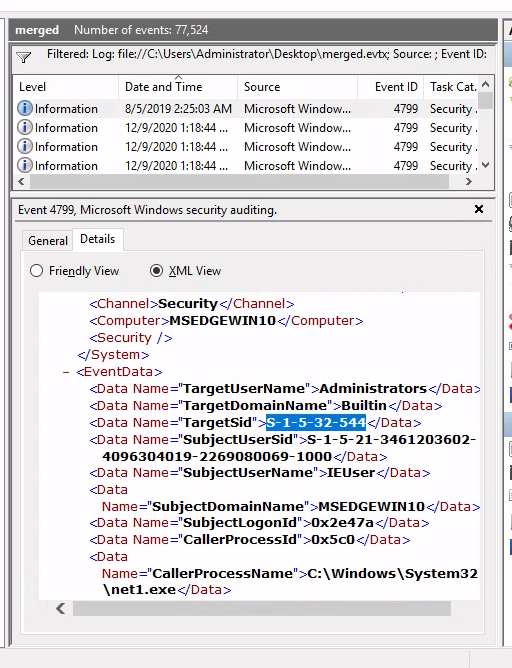 merged Number of events: 77,524
Filtered: Log: file://C:\Users\Administrator\Desktop\merged.evtx; Source: ; Event ID:
Level Date and Time Source Event ID Task Cat.
Information 8/5/2019 2:25:03 AM Microsoft Window... 4799 Security .
Information 12/9/2020 1:18:44 ... Microsoft Window... 4799 Security .
Information 12/9/2020 1:18:44 ... Microsoft Window... 4799 Security .
Information 12/9/2020 1:18:44 ... Microsoft Window... 4799 Security .
Event 4799, Microsoft Windows security auditing.
General Details
Friendly View XML View
<Channel>Security</Channel>
<Computer>MSEDGEWIN10</Computer>
<Security />
</System>
– <EventData>
<Data Name="TargetUserName">Administrators</Data>
<Data Name="TargetDomainName">Builtin</Data>
<Data Name="TargetSid">S-1-5-32-544</Data>
<Data Name="SubjectUserSid">S-1-5-21-3461203602-
4096304019-2269080069-1000</Data>
<Data Name="SubjectUserName">IEUser</Data>
<Data
Name="SubjectDomainName">MSEDGEWIN10</Data>
<Data Name="SubjectLogonId">0x2e47a</Data>
<Data Name="CallerProcessId">0x5c0</Data>
<Data
Name="CallerProcessName">C:\Windows\System32
\net1.exe</Data>